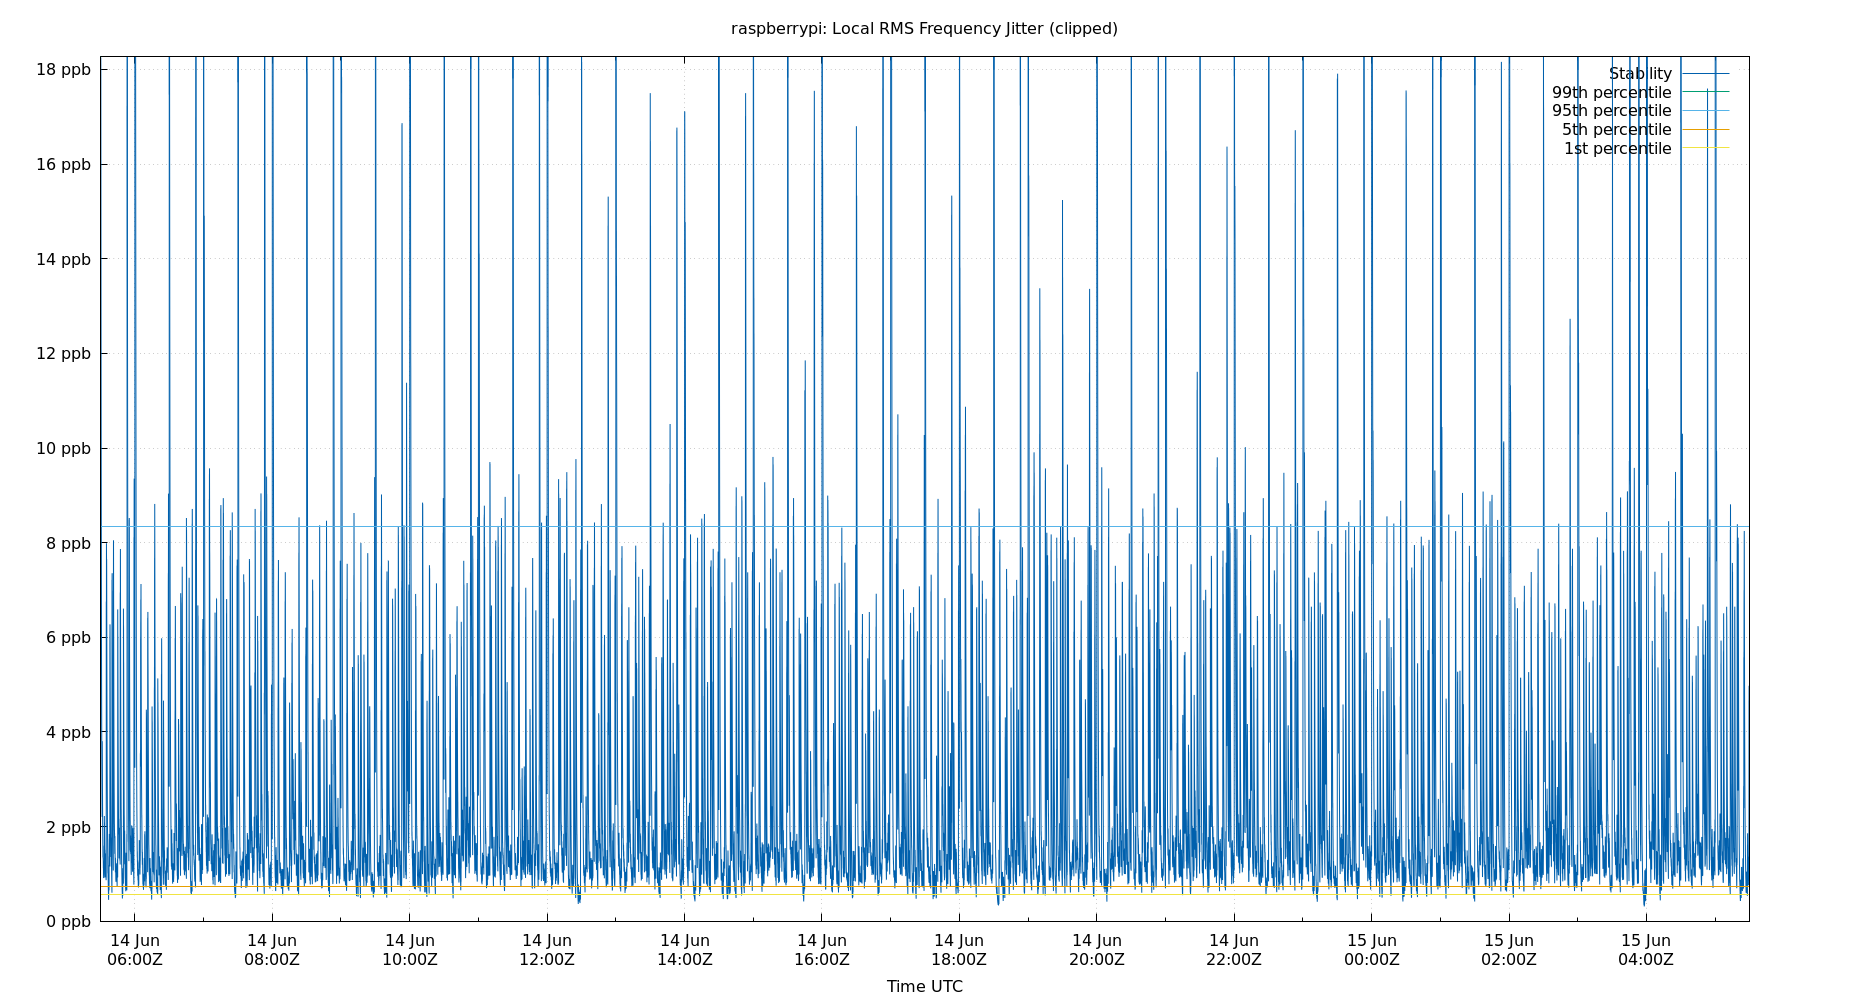 raspberrypi: Local RMS Frequency Jitter (clipped)
18 ppb
16 ppb
14 ppb
12 ppb
10 ppb
8 ppb
6 ppb
4 ppb
2 ppb
0 ppb
Stability
99th percentile
95th percentile
5th percentile
1st percentile
14 Jun 14 Jun 14 Jun 14 Jun 14 Jun 14 Jun 14 Jun 14 Jun 14 Jun 15 Jun 15 Jun 15 Jun
06:00Z 08:00Z 10:00Z 12:00Z 14:00Z 16:00Z 18:00Z 20:00Z 22:00Z 00:00Z 02:00Z 04:00Z
Time UTC